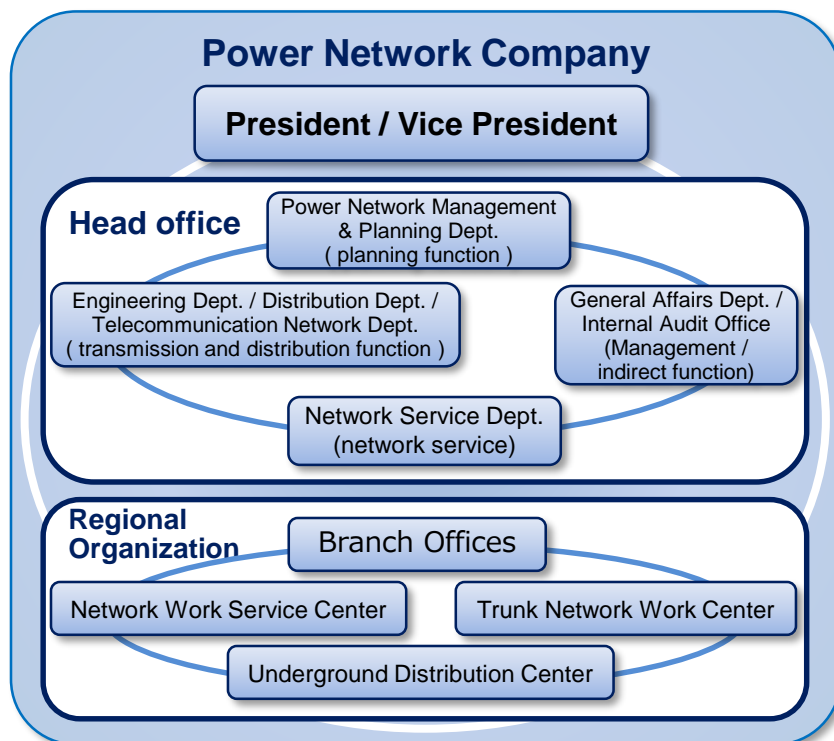 Power Network Company
President / Vice President
Head office
Power Network Management
& Planning Dept.
( planning function )
Engineering Dept. / Distribution Dept. /
Telecommunication Network Dept.
( transmission and distribution function )
General Affairs Dept. /
Internal Audit Office
(Management /
indirect function)
Network Service Dept.
(network service)
Regional
Organization
Branch Offices
Network Work Service Center
Trunk Network Work Center
Underground Distribution Center